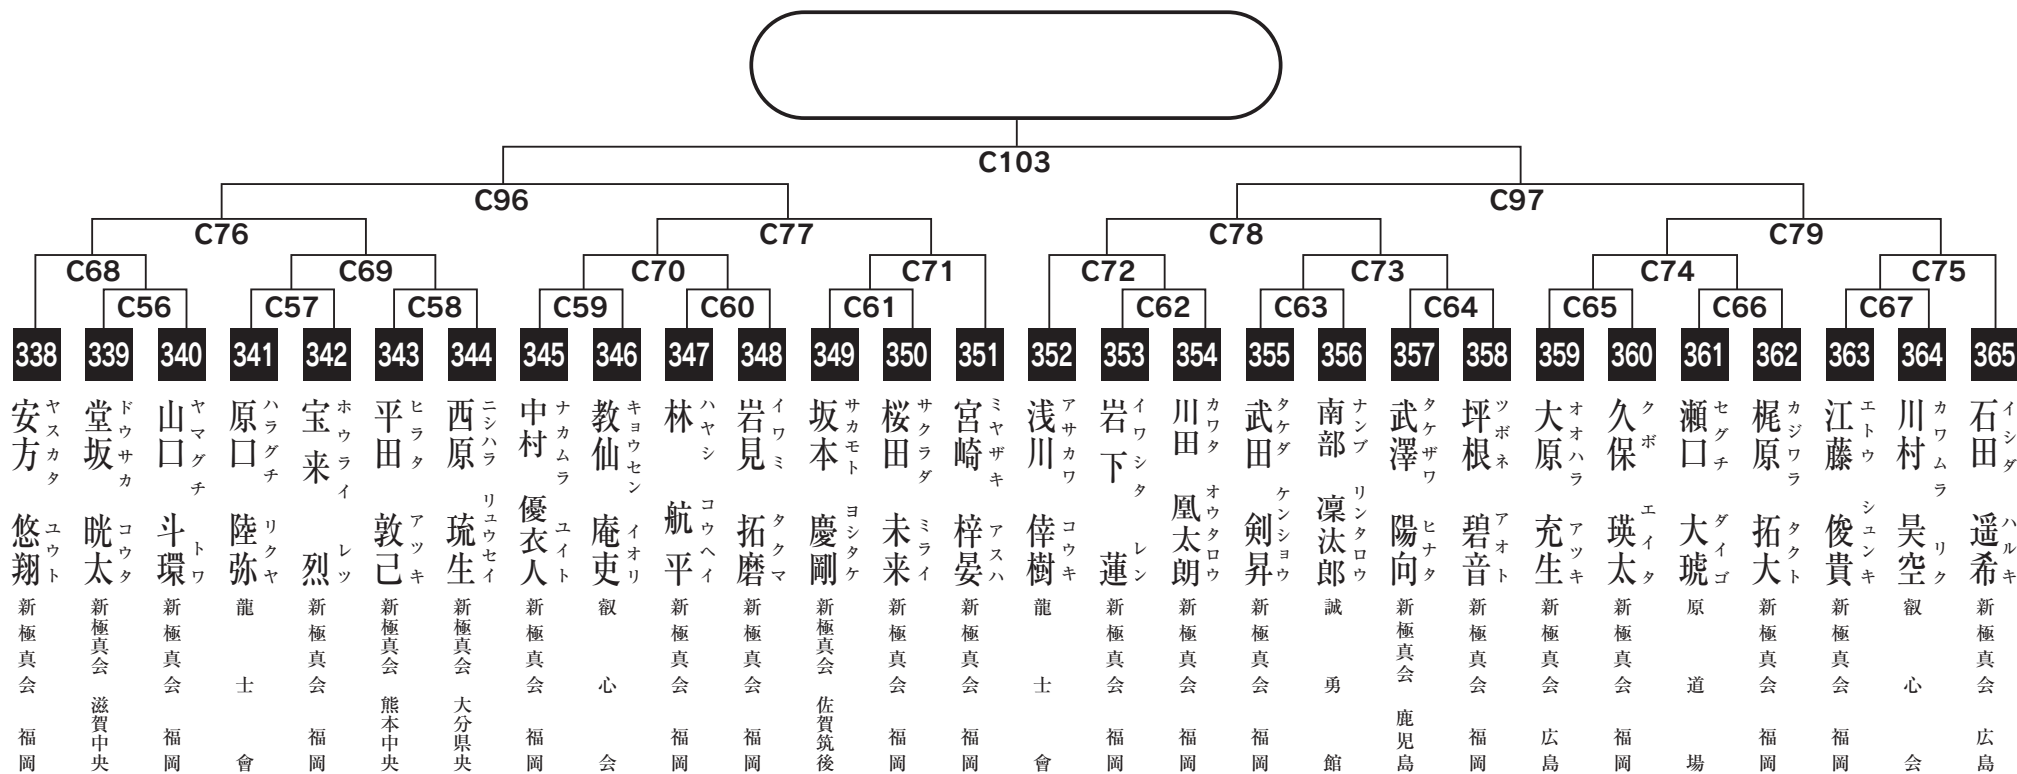 C103
C96
C97
C76
C77
C78
C79
C68
C69
C70
C71
C72
C73
C74
C75
C56
C57
C58
C59
C60
C61
C62
C63
C64
C65
C66
C67
338
339
340
341
342
343
344
345
346
347
348
349
350
351
352
353
354
355
356
357
358
359
360
361
362
363
364
365
安方 悠翔
ヤスカタ ユウト
新極真会 福岡
堂坂 晄太
ドウサカ コウタ
新極真会 滋賀中央
山口 斗環
ヤマグチ トワ
新極真会 福岡
原口 陸弥
ハラグチ リクヤ
龍士會
宝来 烈
ホウライ レツ
新極真会 福岡
平田 敦己
ヒラタ アツキ
新極真会 熊本中央
西原 琉生
ニシハラ リュウセイ
新極真会 大分県央
中村 優衣人
ナカムラ ユイト
新極真会 福岡
教仙 庵吏
キョウセン イオリ
叡心会
林 航平
ハヤシ コウヘイ
新極真会 福岡
岩見 拓磨
イワミ タクマ
新極真会 福岡
坂本 慶剛
サカモト ヨシタケ
新極真会 佐賀筑後
桜田 未来
サクラダ ミライ
新極真会 福岡
宮崎 梓晏
ミヤザキ アスハ
新極真会 福岡
浅川 倖樹
アサカワ コウキ
龍士會
岩下 蓮
イワシタ レン
新極真会 福岡
川田 凰太朗
カワタ オウタロウ
新極真会 福岡
武田 剣昇
タケダ ケンショウ
新極真会 福岡
南部 凛汰郎
ナンブ リンタロウ
誠勇館
武澤 陽向
タケザワ ヒナタ
新極真会 鹿児島
坪根 碧音
ツボネ アオト
新極真会 福岡
大原 充生
オオハラ アツキ
新極真会 広島
久保 瑛太
クボ エイタ
新極真会 福岡
瀬口 大琥
セグチ ダイゴ
原道場
梶原 拓大
カジワラ タクト
新極真会 福岡
江藤 俊貴
エトウ シュンキ
新極真会 福岡
川村 昊空
カワムラ リク
叡心会
石田 遥希
イシダ ハルキ
新極真会 広島